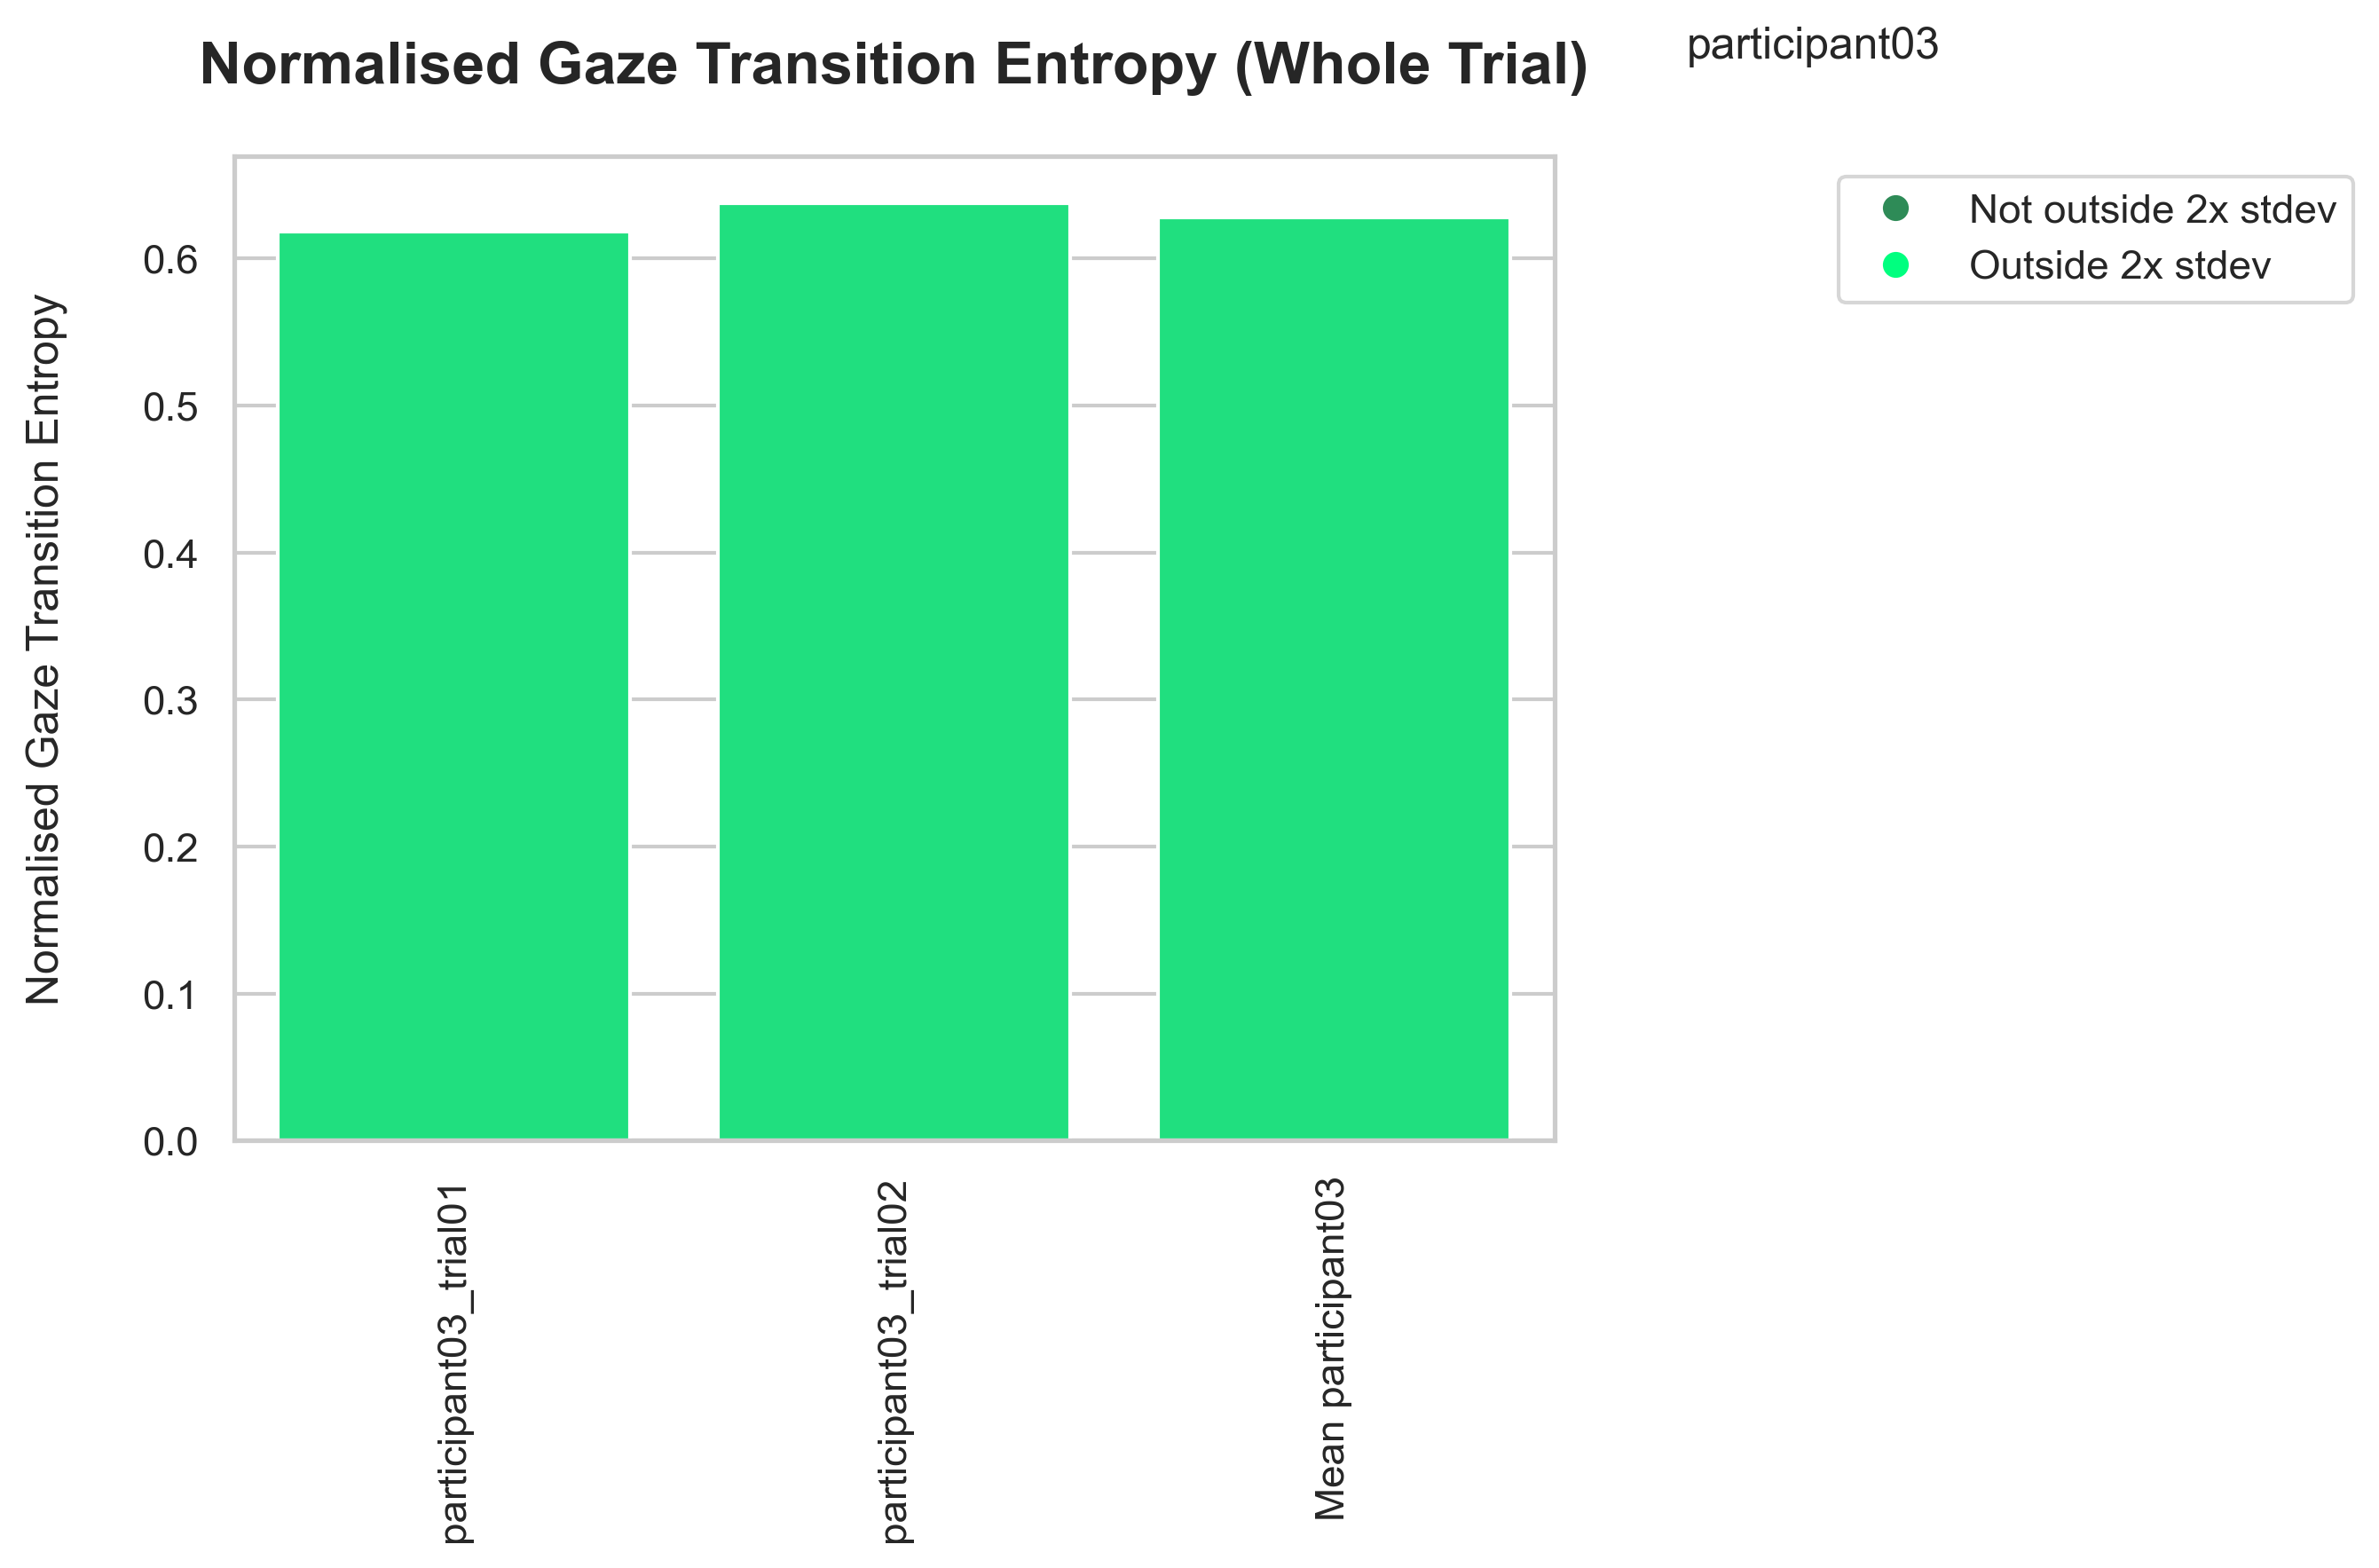 Normalised Gaze Transition Entropy (Whole Trial)
participant03
Not outside 2x stdev
Outside 2x stdev
Normalised Gaze Transition Entropy
0.6
0.5
0.4
0.3
0.2
0.1
0.0
participant03_trial01
participant03_trial02
Mean participant03